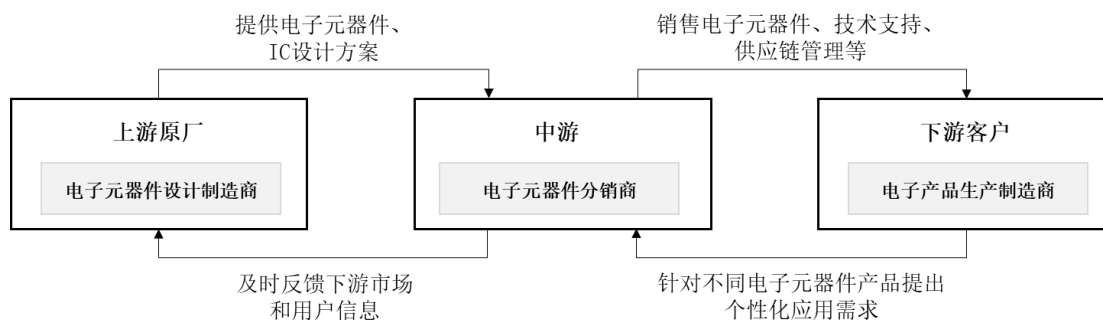 提供电子元器件、
IC设计方案
销售电子元器件、技术支持、
供应链管理等
上游原厂
中游
下游客户
电子元器件设计制造商
电子元器件分销商
电子产品生产制造商
及时反馈下游市场
和用户信息
针对不同电子元器件产品提出
个性化应用需求